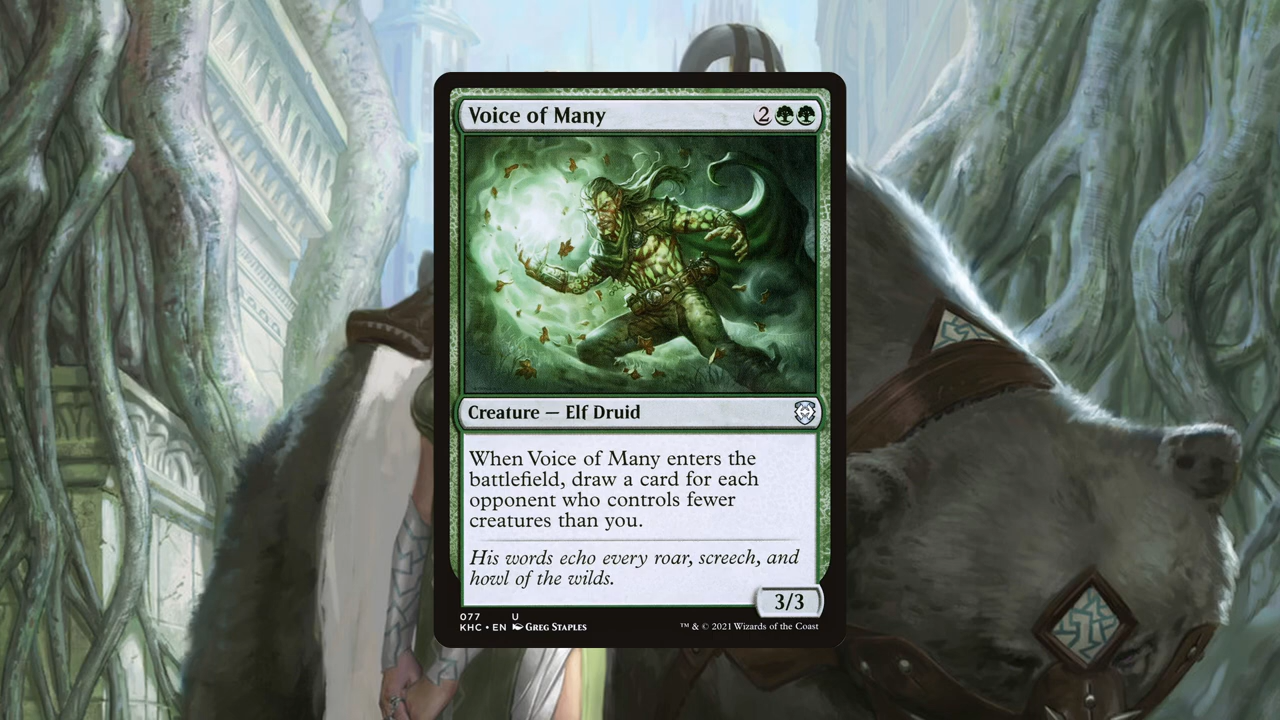 Voice of Many 2
Creature — Elf Druid
When Voice of Many enters the
battlefield, draw a card for each
opponent who controls fewer
creatures than you.
His words echo every roar, screech, and
howl of the wilds.
3/3
077 U
KHC • EN Greg Staples ™ & © 2021 Wizards of the Coast